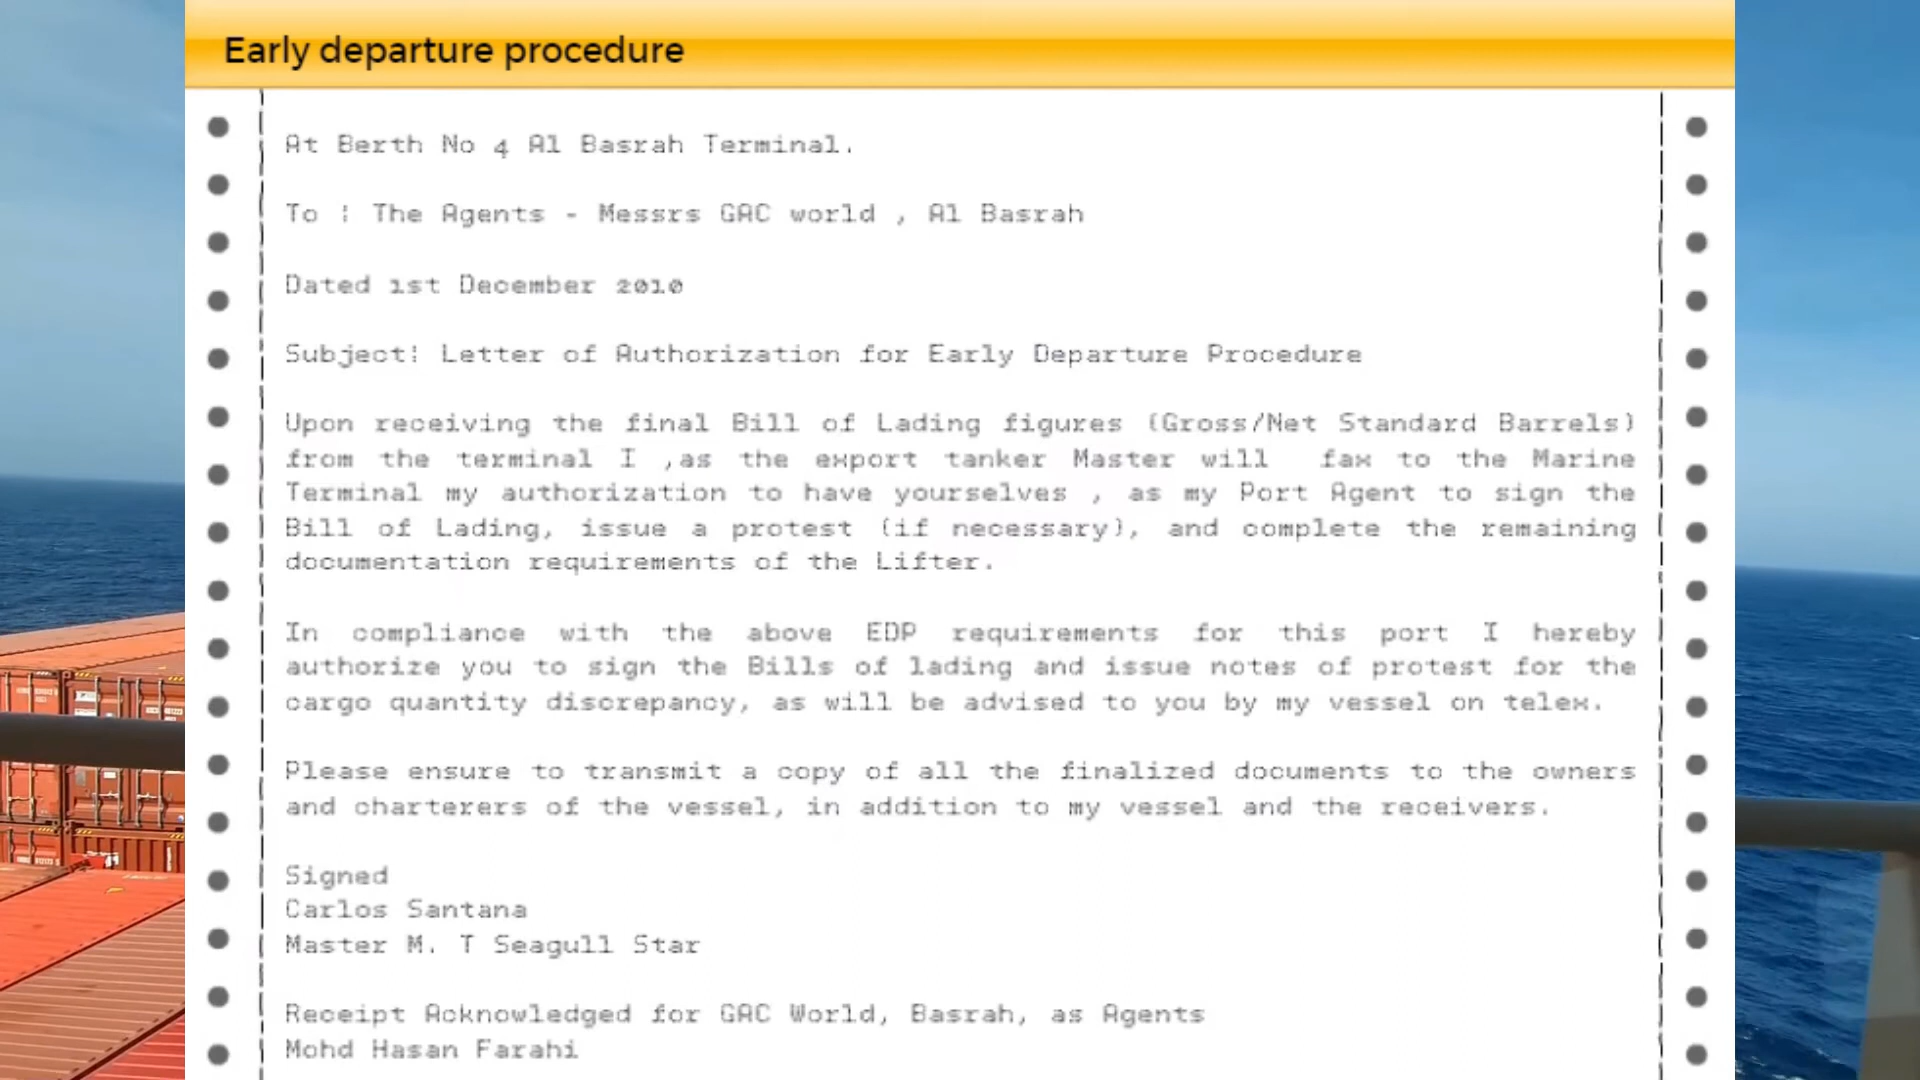 Early departure procedure
At Berth No 4 Al Basrah Terminal.
To : The Agents - Messrs GAC world , Al Basrah
Dated 1st December 2010
Subject: Letter of Authorization for Early Departure Procedure
Upon receiving the final Bill of Lading figures (Gross/Net Standard Barrels)
from the terminal I ,as the export tanker Master will fax to the Marine
Terminal my authorization to have yourselves , as my Port Agent to sign the
Bill of Lading, issue a protest (if necessary), and complete the remaining
documentation requirements of the Lifter.
In compliance with the above EDP requirements for this port I hereby
authorize you to sign the Bills of lading and issue notes of protest for the
cargo quantity discrepancy, as will be advised to you by my vessel on telex.
Please ensure to transmit a copy of all the finalized documents to the owners
and charterers of the vessel, in addition to my vessel and the receivers.
Signed
Carlos Santana
Master M. T Seagull Star
Receipt Acknowledged for GAC World, Basrah, as Agents
Mohd Hasan Farahi